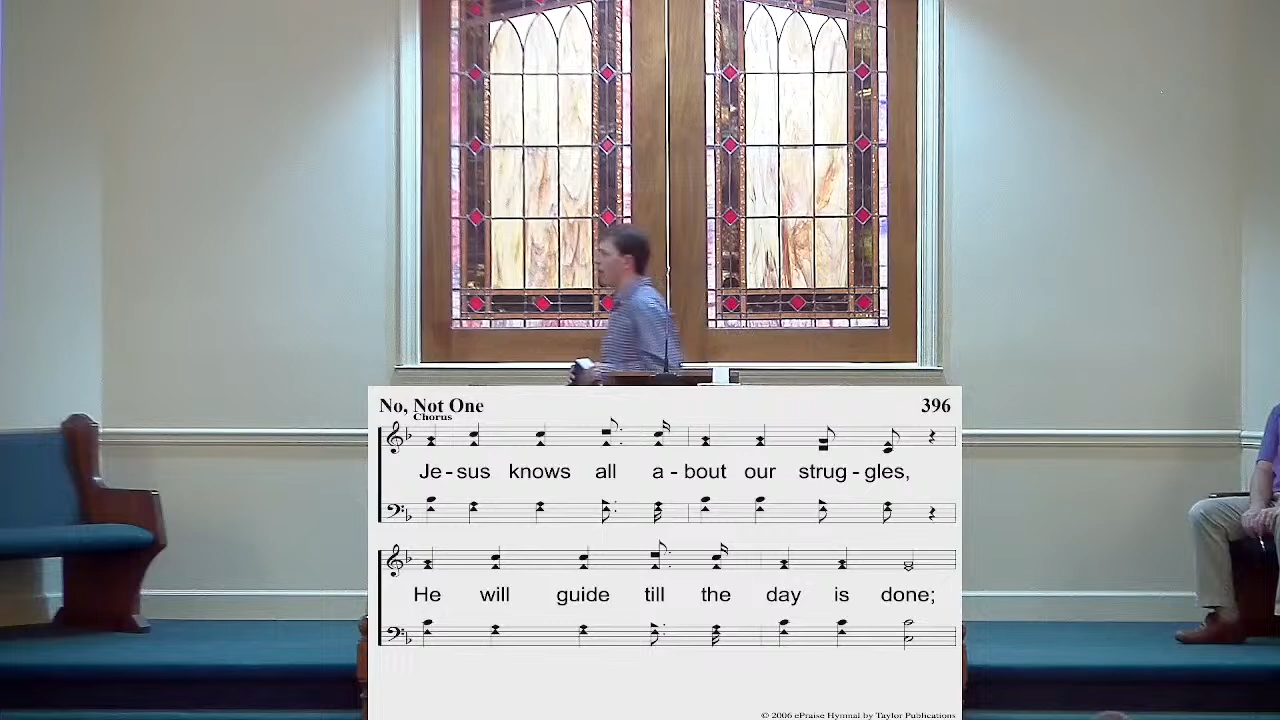 No, Not One 396
Chorus
Je-sus knows all a-bout our strug-gles,
He will guide till the day is done;
© 2006 ePraise Hymnal by Taylor Publications